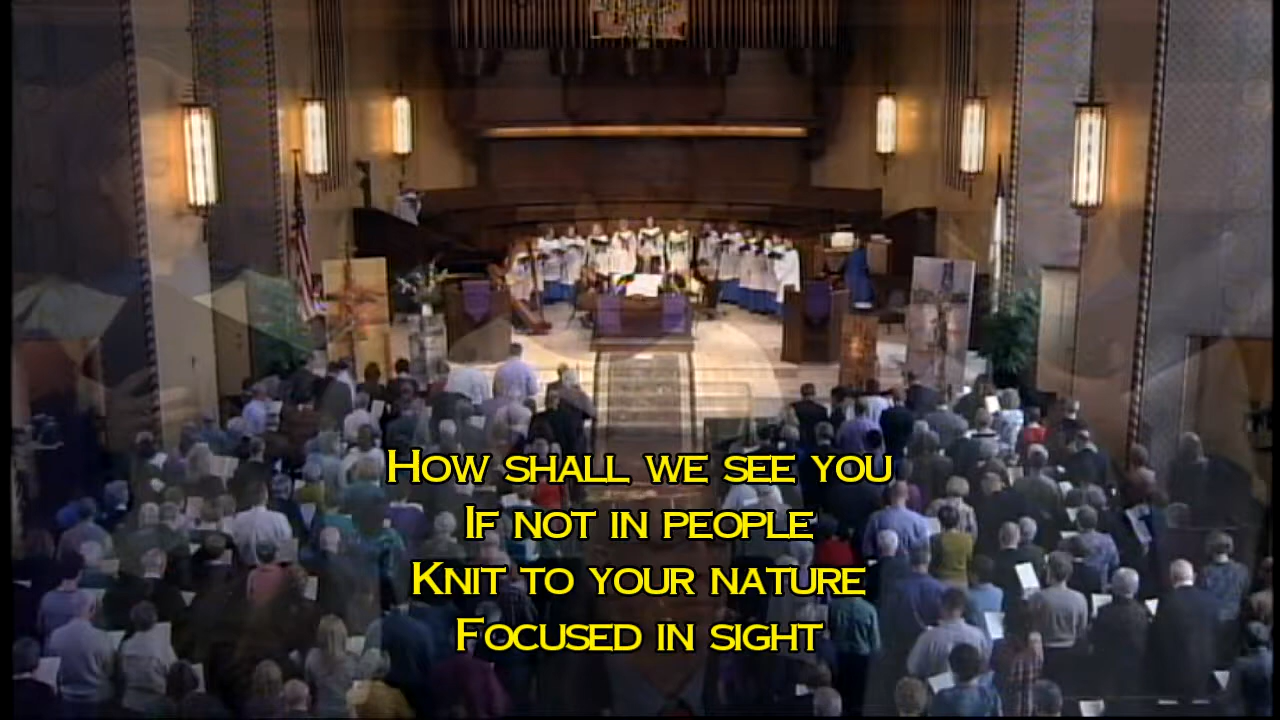 How shall we see you
If not in people
Knit to your nature
Focused in sight